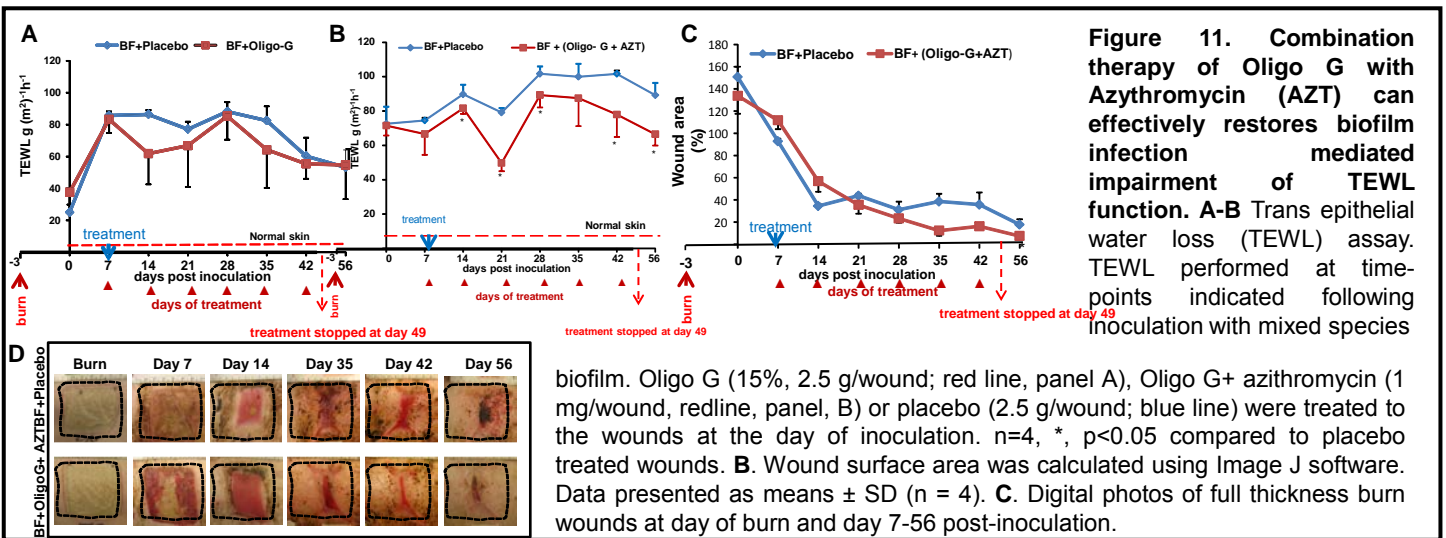 A
BF+Placebo
BF+Oligo-G
TEWL g (m²)⁻¹h⁻¹
120
100
80
60
40
20
treatment
Normal skin
-3
0
7
14
21
28
35
42
56
days post inoculation
days of treatment
burn
treatment stopped at day 49
B
BF+Placebo
BF + (Oligo- G + AZT)
TEWL g (m²)⁻¹h⁻¹
120
100
80
60
40
20
0
*
*
*
*
*
treatment
Normal skin
-3
0
7
14
21
28
35
42
56
days post inoculation
days of treatment
burn
treatment stopped at day 49
C
BF+Placebo
BF+ (Oligo-G+AZT)
Wound area
(%)
180
160
140
120
100
80
60
40
20
*
treatment
-3
0
7
14
21
28
35
42
56
days post inoculation
days of treatment
burn
treatment stopped at day 49
Figure 11. Combination
therapy of Oligo G with
Azythromycin (AZT) can
effectively restores biofilm
infection mediated
impairment of TEWL
function. A-B Trans epithelial
water loss (TEWL) assay.
TEWL performed at time-
points indicated following
inoculation with mixed species
biofilm. Oligo G (15%, 2.5 g/wound; red line, panel A), Oligo G+ azithromycin (1
mg/wound, redline, panel, B) or placebo (2.5 g/wound; blue line) were treated to
the wounds at the day of inoculation. n=4, *, p<0.05 compared to placebo
treated wounds. B. Wound surface area was calculated using Image J software.
Data presented as means ± SD (n = 4). C. Digital photos of full thickness burn
wounds at day of burn and day 7-56 post-inoculation.
D
Burn
Day 7
Day 14
Day 35
Day 42
Day 56
BF+Placebo
BF+OligoG+ AZT